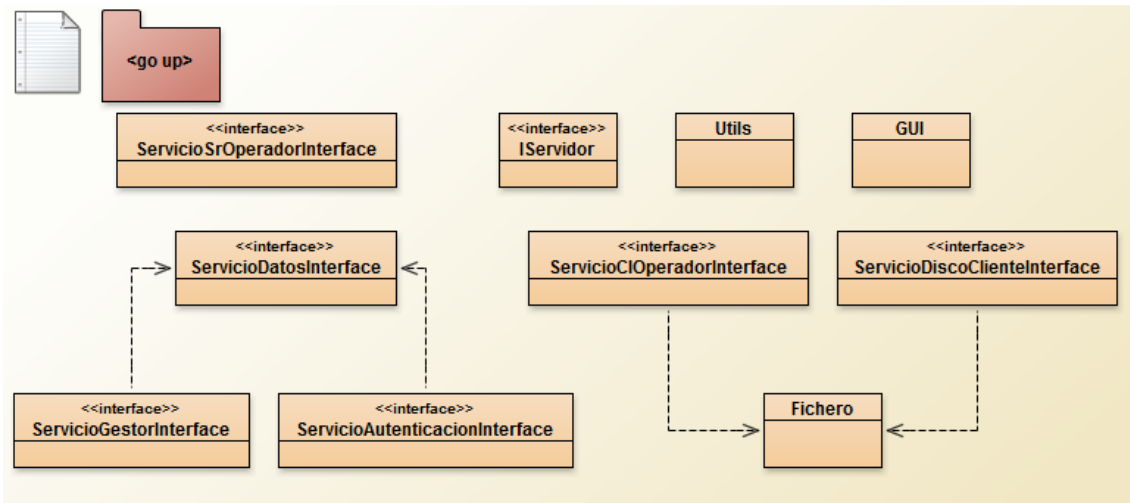 <go up>
<<interface>>
ServicioSrOperadorInterface
<<interface>>
IServidor
Utils
GUI
<<interface>>
ServicioDatosInterface
<<interface>>
ServicioClOperadorInterface
<<interface>>
ServicioDiscoClienteInterface
<<interface>>
ServicioGestorInterface
<<interface>>
ServicioAutenticacionInterface
Fichero